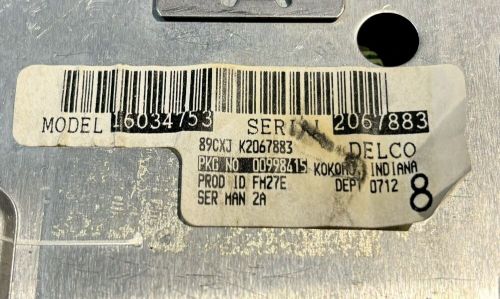 MODEL 16034753 SERIAL 2067883
89CXJ K2067883 DELCO
PKG NO 00998415 KOKOMO, INDIANA
PROD ID FM27E DEPT 0712
SER MAN 2A 8